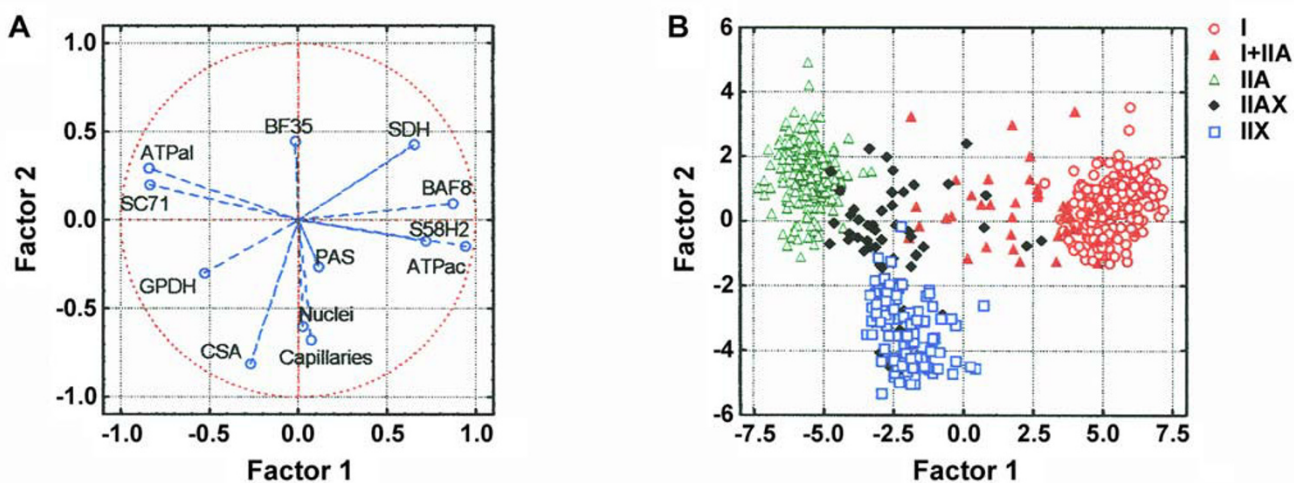 A
1.0
0.5
0.0
-0.5
-1.0
Factor 2
BF35
SDH
ATPal
SC71
BAF8
S58H2
ATPac
PAS
GPDH
Nuclei
CSA
Capillaries
-1.0 -0.5 0.0 0.5 1.0
Factor 1
B
6
4
2
0
-2
-4
-6
Factor 2
-7.5 -5.0 -2.5 0.0 2.5 5.0 7.5
Factor 1
I
I+IIA
IIA
IIAX
IIX